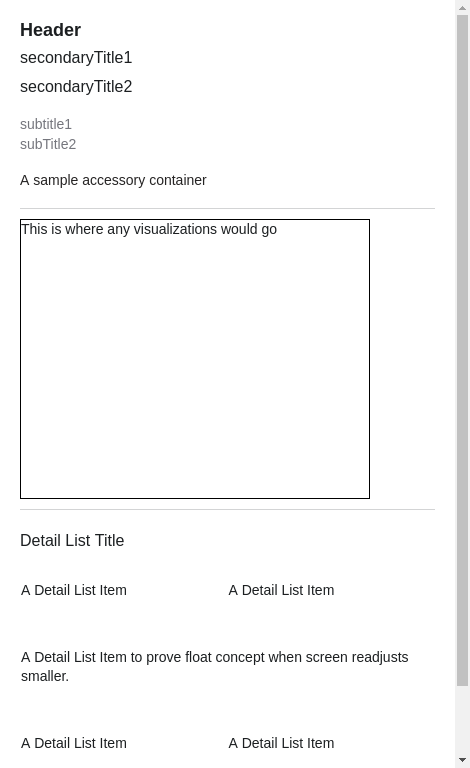 Header
secondaryTitle1
secondaryTitle2
subtitle1
subTitle2
A sample accessory container
This is where any visualizations would go
Detail List Title
A Detail List Item
A Detail List Item
A Detail List Item to prove float concept when screen readjusts
smaller.
A Detail List Item
A Detail List Item